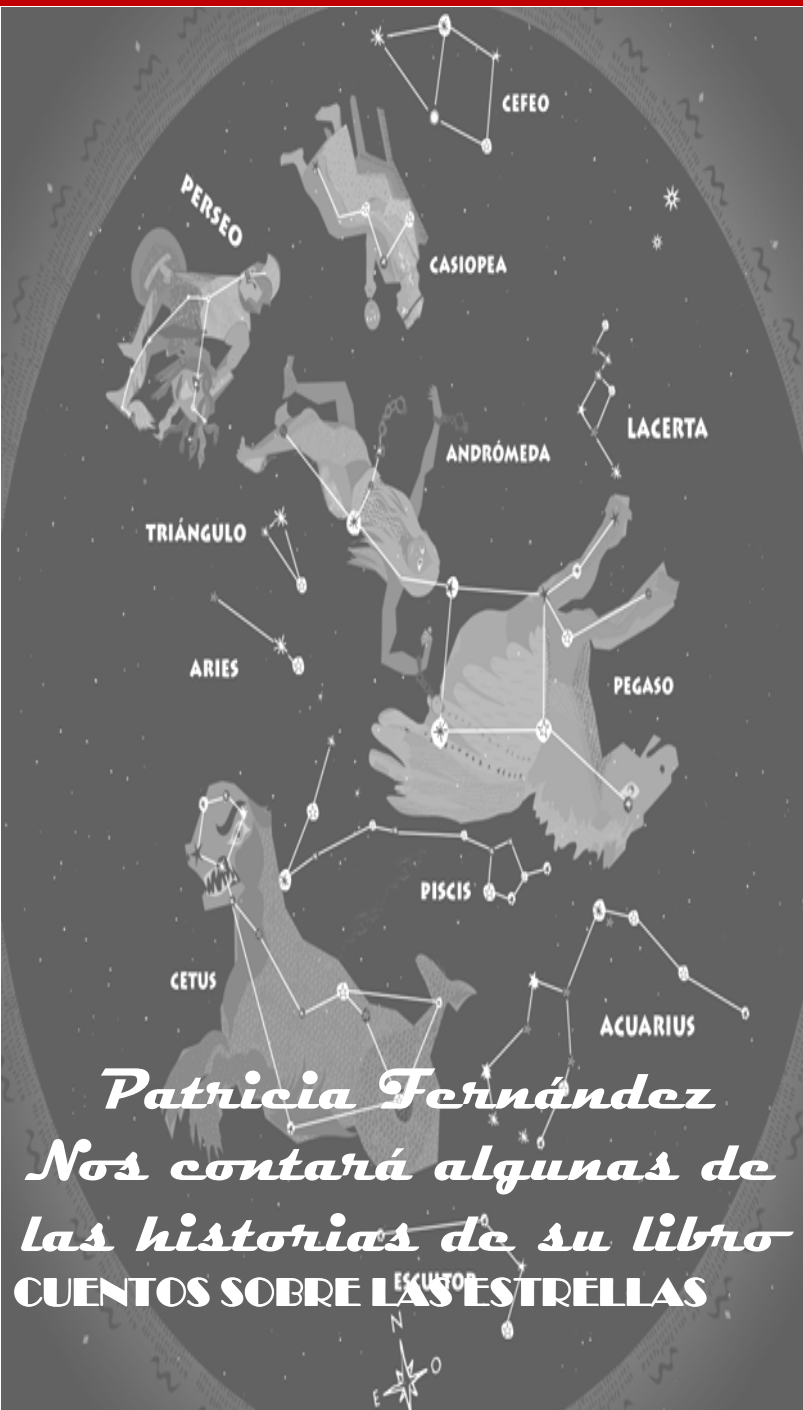 CEFEO
PERSEO
CASIOPEA
LACERTA
ANDRÓMEDA
TRIÁNGULO
ARIES
PEGASO
PISCIS
CETUS
ACUARIUS
Patricia Fernández
Nos contará algunas de
las historias de su libro
ESCULTOR
CUENTOS SOBRE LAS ESTRELLAS
N
O
E